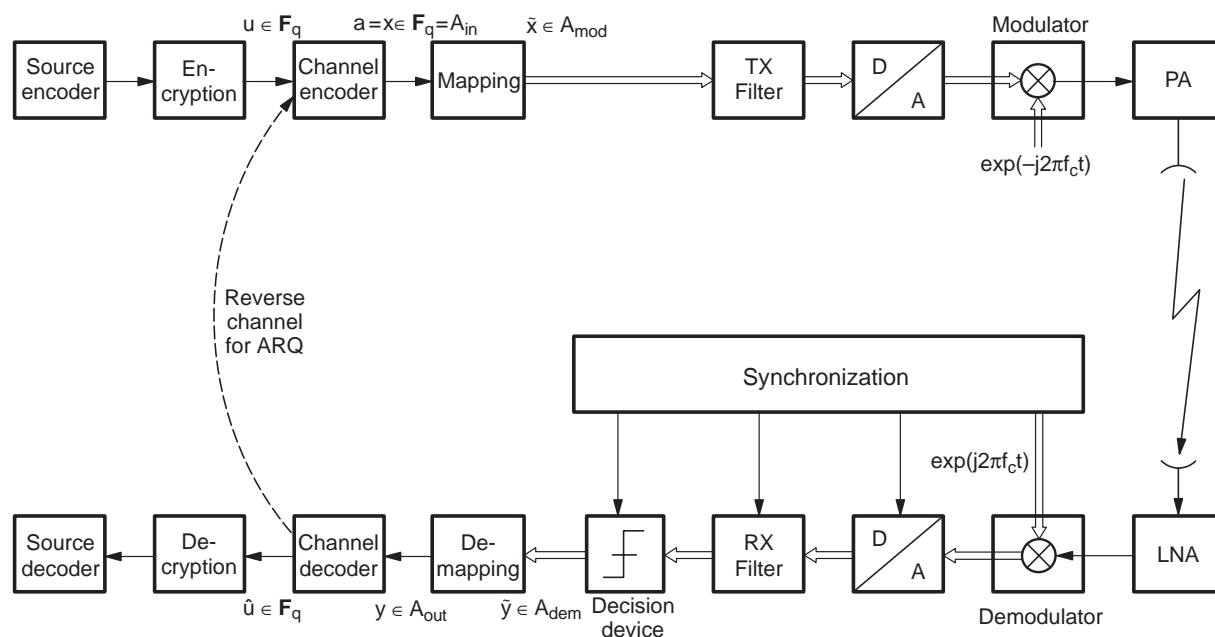 u ∈ F_q
a = x ∈ F_q = A_in
x̃ ∈ A_mod
Modulator
Source
encoder
En-
cryption
Channel
encoder
Mapping
TX
Filter
D
A
PA
exp(–j2πf_ct)
Reverse
channel
for ARQ
Synchronization
exp(j2πf_ct)
Source
decoder
De-
cryption
Channel
decoder
De-
mapping
RX
Filter
D
A
LNA
û ∈ F_q
y ∈ A_out
ỹ ∈ A_dem
Decision
device
Demodulator